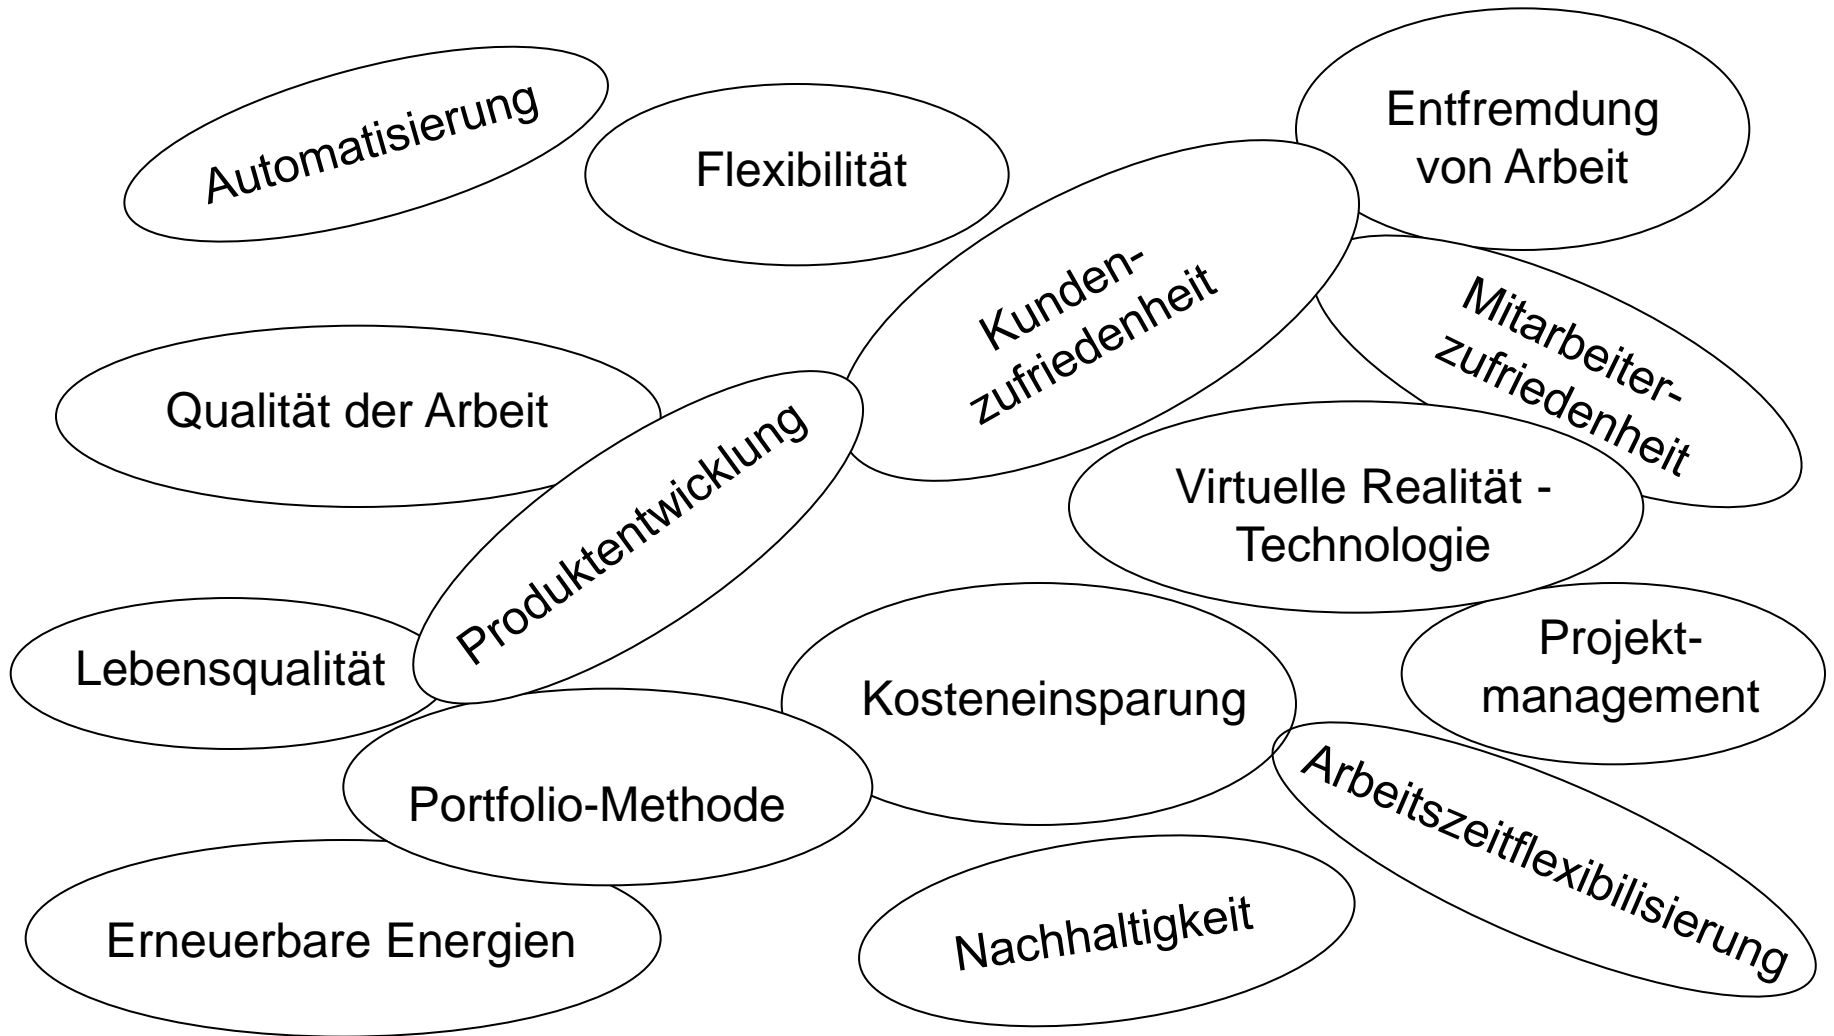 Automatisierung
Flexibilität
Entfremdung
von Arbeit
Kunden-
zufriedenheit
Mitarbeiter-
zufriedenheit
Qualität der Arbeit
Produktentwicklung
Virtuelle Realität -
Technologie
Lebensqualität
Kosteneinsparung
Projekt-
management
Portfolio-Methode
Arbeitszeitflexibilisierung
Erneuerbare Energien
Nachhaltigkeit